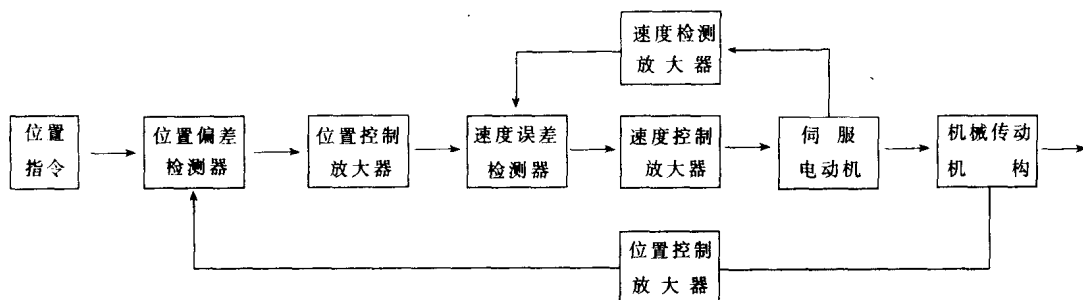 速度检测
放大器
位置
指令
位置偏差
检测器
位置控制
放大器
速度误差
检测器
速度控制
放大器
伺服
电动机
机械传动
机构
位置控制
放大器